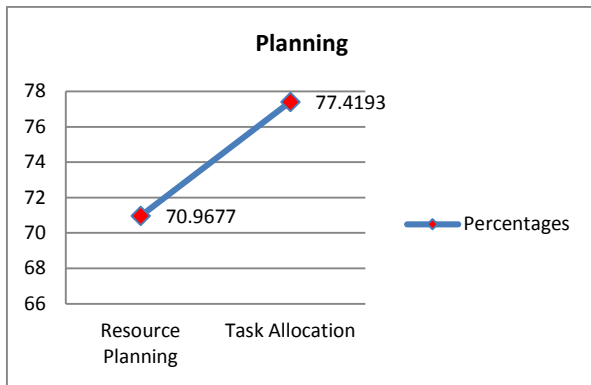 Planning
78
76
74
72
70
68
66
77.4193
70.9677
Percentages
Resource
Planning
Task Allocation